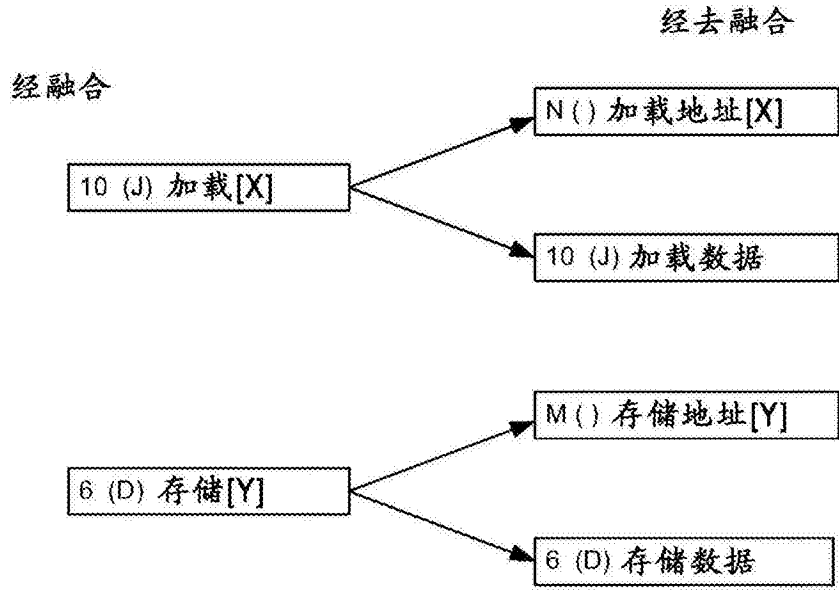 经去融合
经融合
N () 加载地址[X]
10 (J) 加载[X]
10 (J) 加载数据
M () 存储地址[Y]
6 (D) 存储[Y]
6 (D) 存储数据